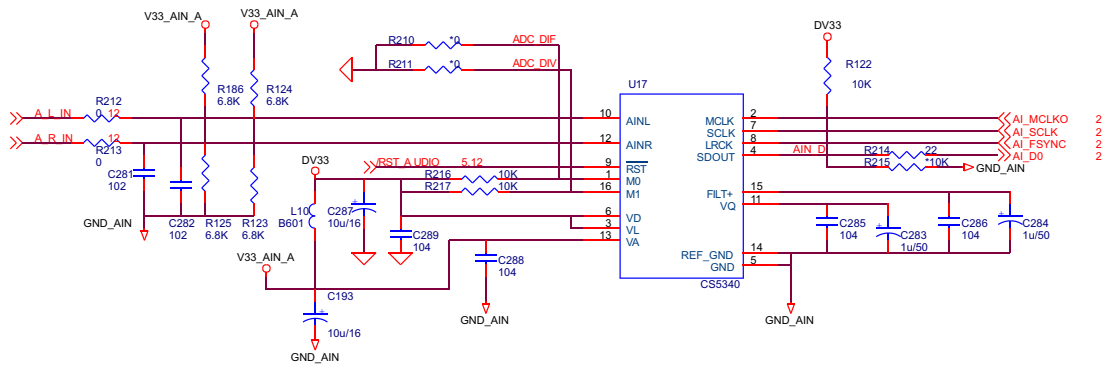 V33_AIN_A V33_AIN_A
DV33
R210 *0 ADC_DIF
R211 *0 ADC_DIV
R186
6.8K
R124
6.8K
R122
10K
U17
A_L_IN R212
0 12
10 AINL
MCLK 2 AI_MCLKO 2
SCLK 7 AI_SCLK 2
A_R_IN 12
R213
0
12 AINR
LRCK 8 AI_FSYNC 2
SDOUT 4 AIN_D R214 22 AI_D0 2
R215 *10K GND_AIN
DV33
/RST_AUDIO 5,12
9 RST
R216 10K 1 M0
R217 10K 16 M1
C281
102
C282
102
GND_AIN
R125
6.8K
R123
6.8K
L10
B601
C287
10u/16
C289
104
6 VD
3 VL
13 VA
FILT+ 15
VQ 11
C285
104
C283
1u/50
C286
104
C284
1u/50
REF_GND 14
GND 5
CS5340
V33_AIN_A
C288
104
C193
10u/16
GND_AIN
GND_AIN
GND_AIN